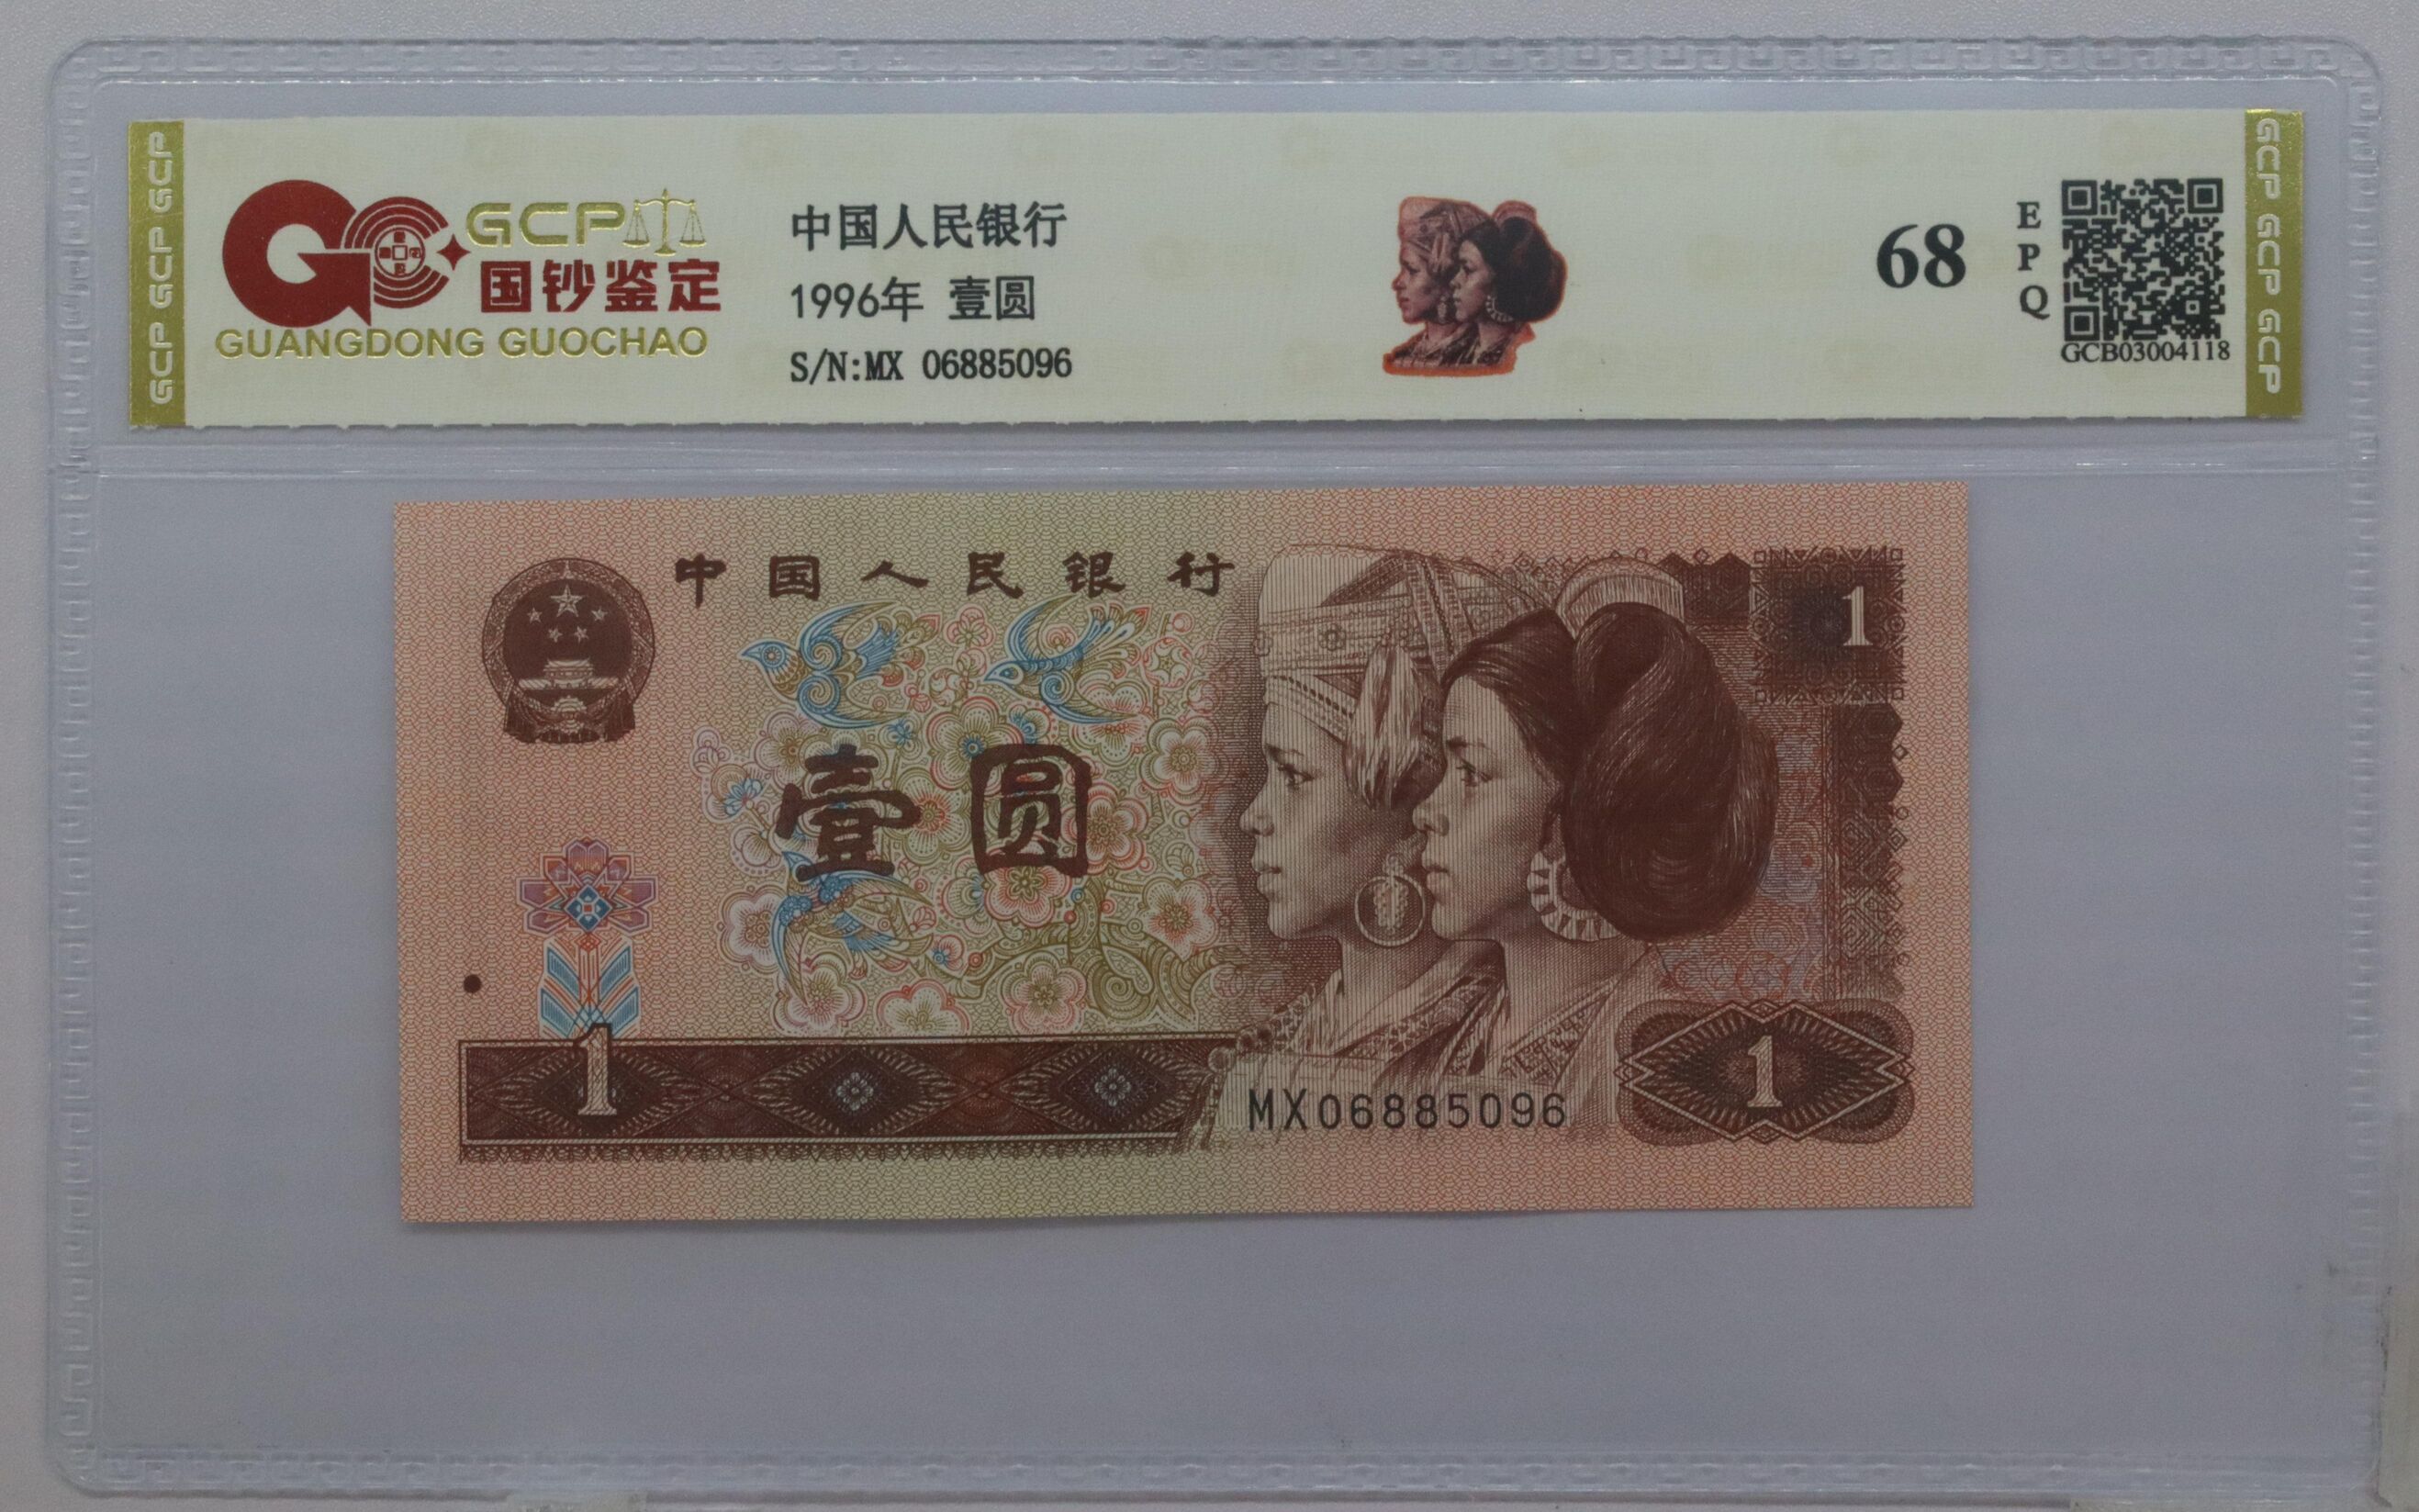 GCP GCP GCP
GCP
国钞鉴定
GUANGDONG GUOCHAO
中国人民银行
1996年 壹圆
S/N:MX 06885096
68
EPQ
GCB03004118
GCP GCP GCP GCP
中国人民银行
1
壹圆
1
MX06885096
1